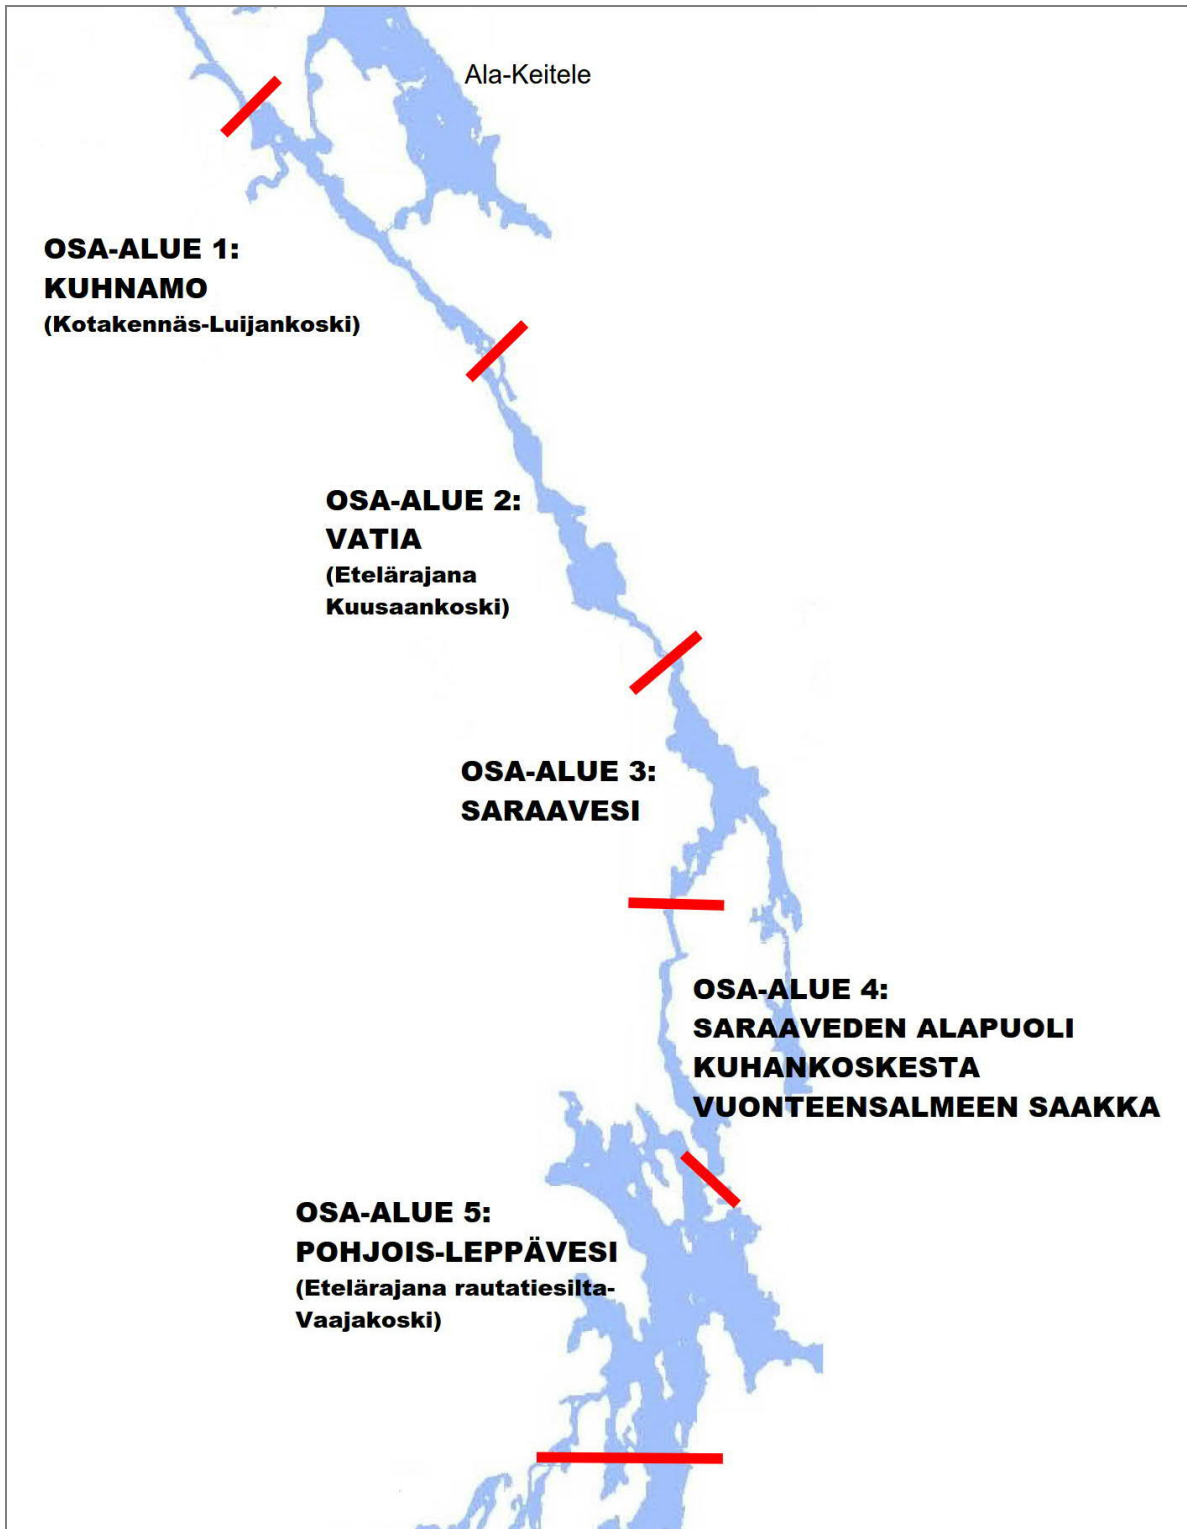 Ala-Keitele
OSA-ALUE 1:
KUHNAMO
(Kotakennäs-Luijankoski)
OSA-ALUE 2:
VATIA
(Etelärajana
Kuusaankoski)
OSA-ALUE 3:
SARAAVESI
OSA-ALUE 4:
SARAAVEDEN ALAPUOLI
KUHANKOSKESTA
VUONTEENSALMEEN SAAKKA
OSA-ALUE 5:
POHJOIS-LEPPÄVESI
(Etelärajana rautatiesilta-
Vaajakoski)